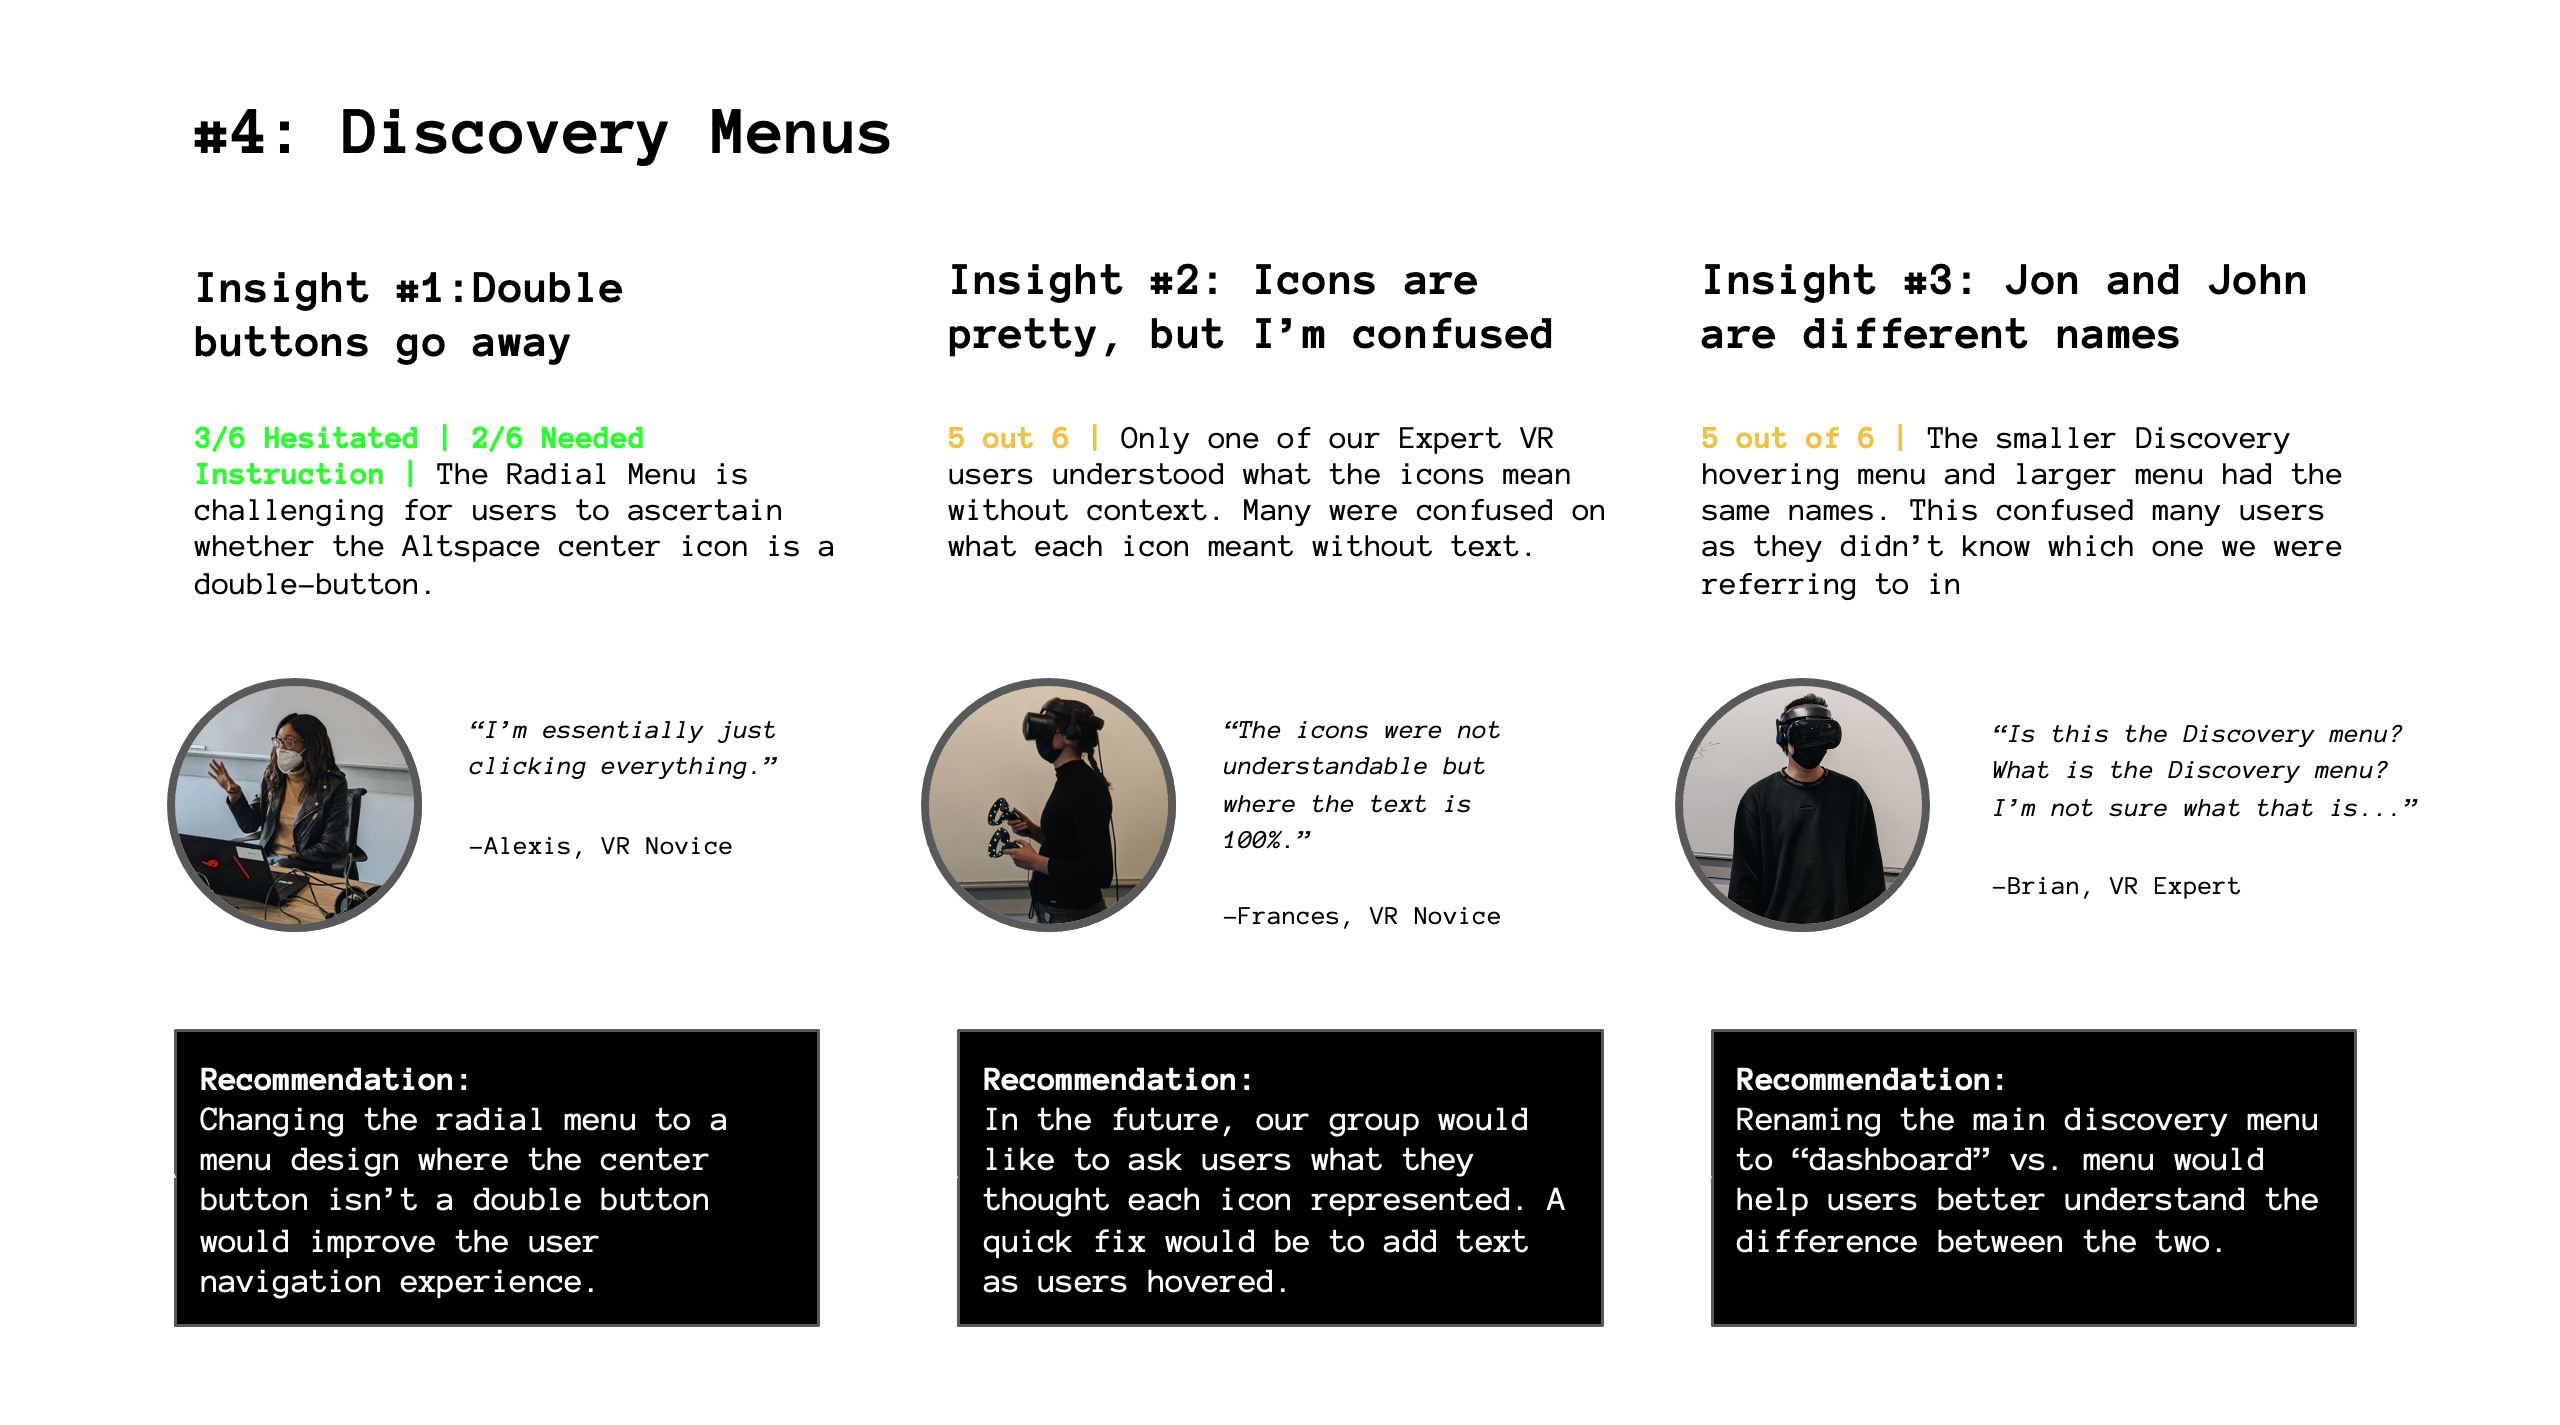 #4: Discovery Menus
Insight #1:Double
buttons go away
3/6 Hesitated | 2/6 Needed
Instruction | The Radial Menu is
challenging for users to ascertain
whether the Altspace center icon is a
double-button.
“I’m essentially just
clicking everything.”
-Alexis, VR Novice
Recommendation:
Changing the radial menu to a
menu design where the center
button isn’t a double button
would improve the user
navigation experience.
Insight #2: Icons are
pretty, but I’m confused
5 out 6 | Only one of our Expert VR
users understood what the icons mean
without context. Many were confused on
what each icon meant without text.
“The icons were not
understandable but
where the text is
100%.”
-Frances, VR Novice
Recommendation:
In the future, our group would
like to ask users what they
thought each icon represented. A
quick fix would be to add text
as users hovered.
Insight #3: Jon and John
are different names
5 out of 6 | The smaller Discovery
hovering menu and larger menu had the
same names. This confused many users
as they didn’t know which one we were
referring to in
“Is this the Discovery menu?
What is the Discovery menu?
I’m not sure what that is...”
-Brian, VR Expert
Recommendation:
Renaming the main discovery menu
to “dashboard” vs. menu would
help users better understand the
difference between the two.